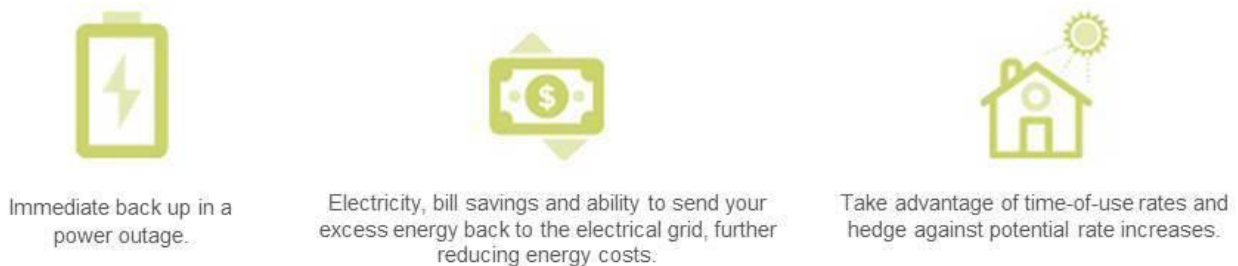 $
Immediate back up in a
power outage.
Electricity, bill savings and ability to send your
excess energy back to the electrical grid, further
reducing energy costs.
Take advantage of time-of-use rates and
hedge against potential rate increases.